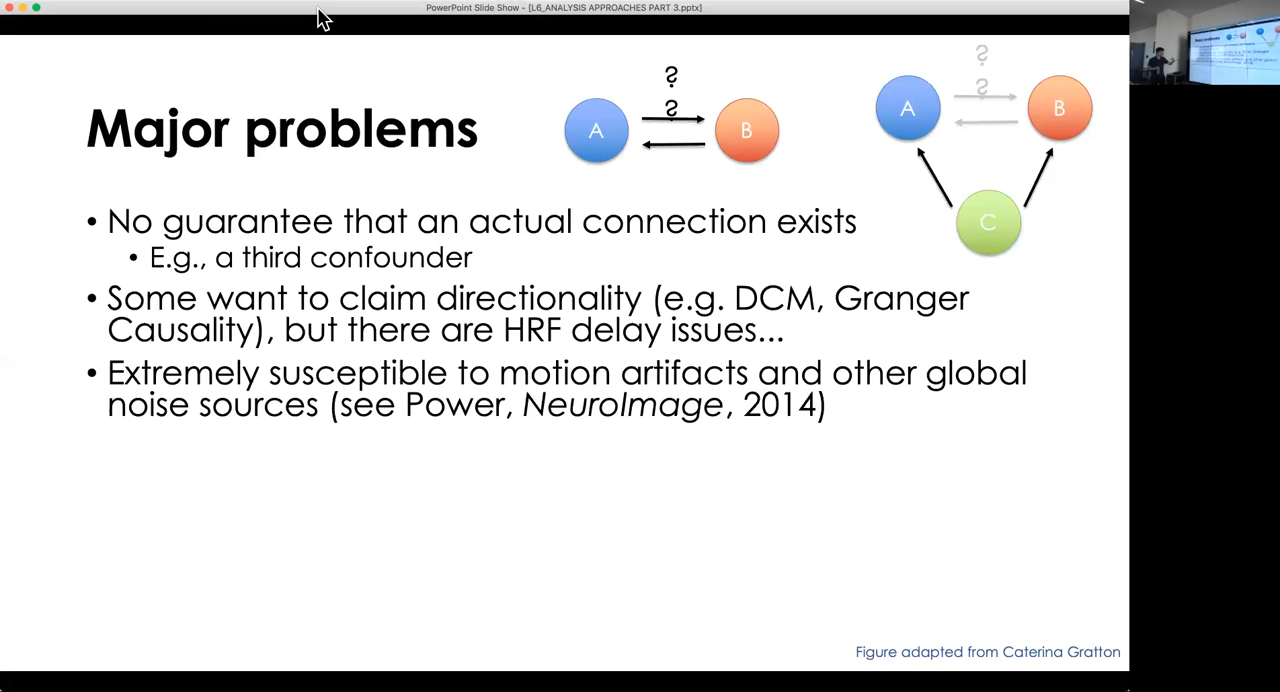 PowerPoint Slide Show - [L6_ANALYSIS APPROACHES PART 3.pptx]
Major problems
?
?
A
B
?
?
A
B
C
• No guarantee that an actual connection exists
• E.g., a third confounder
• Some want to claim directionality (e.g. DCM, Granger
Causality), but there are HRF delay issues...
• Extremely susceptible to motion artifacts and other global
noise sources (see Power, NeuroImage, 2014)
Figure adapted from Caterina Gratton